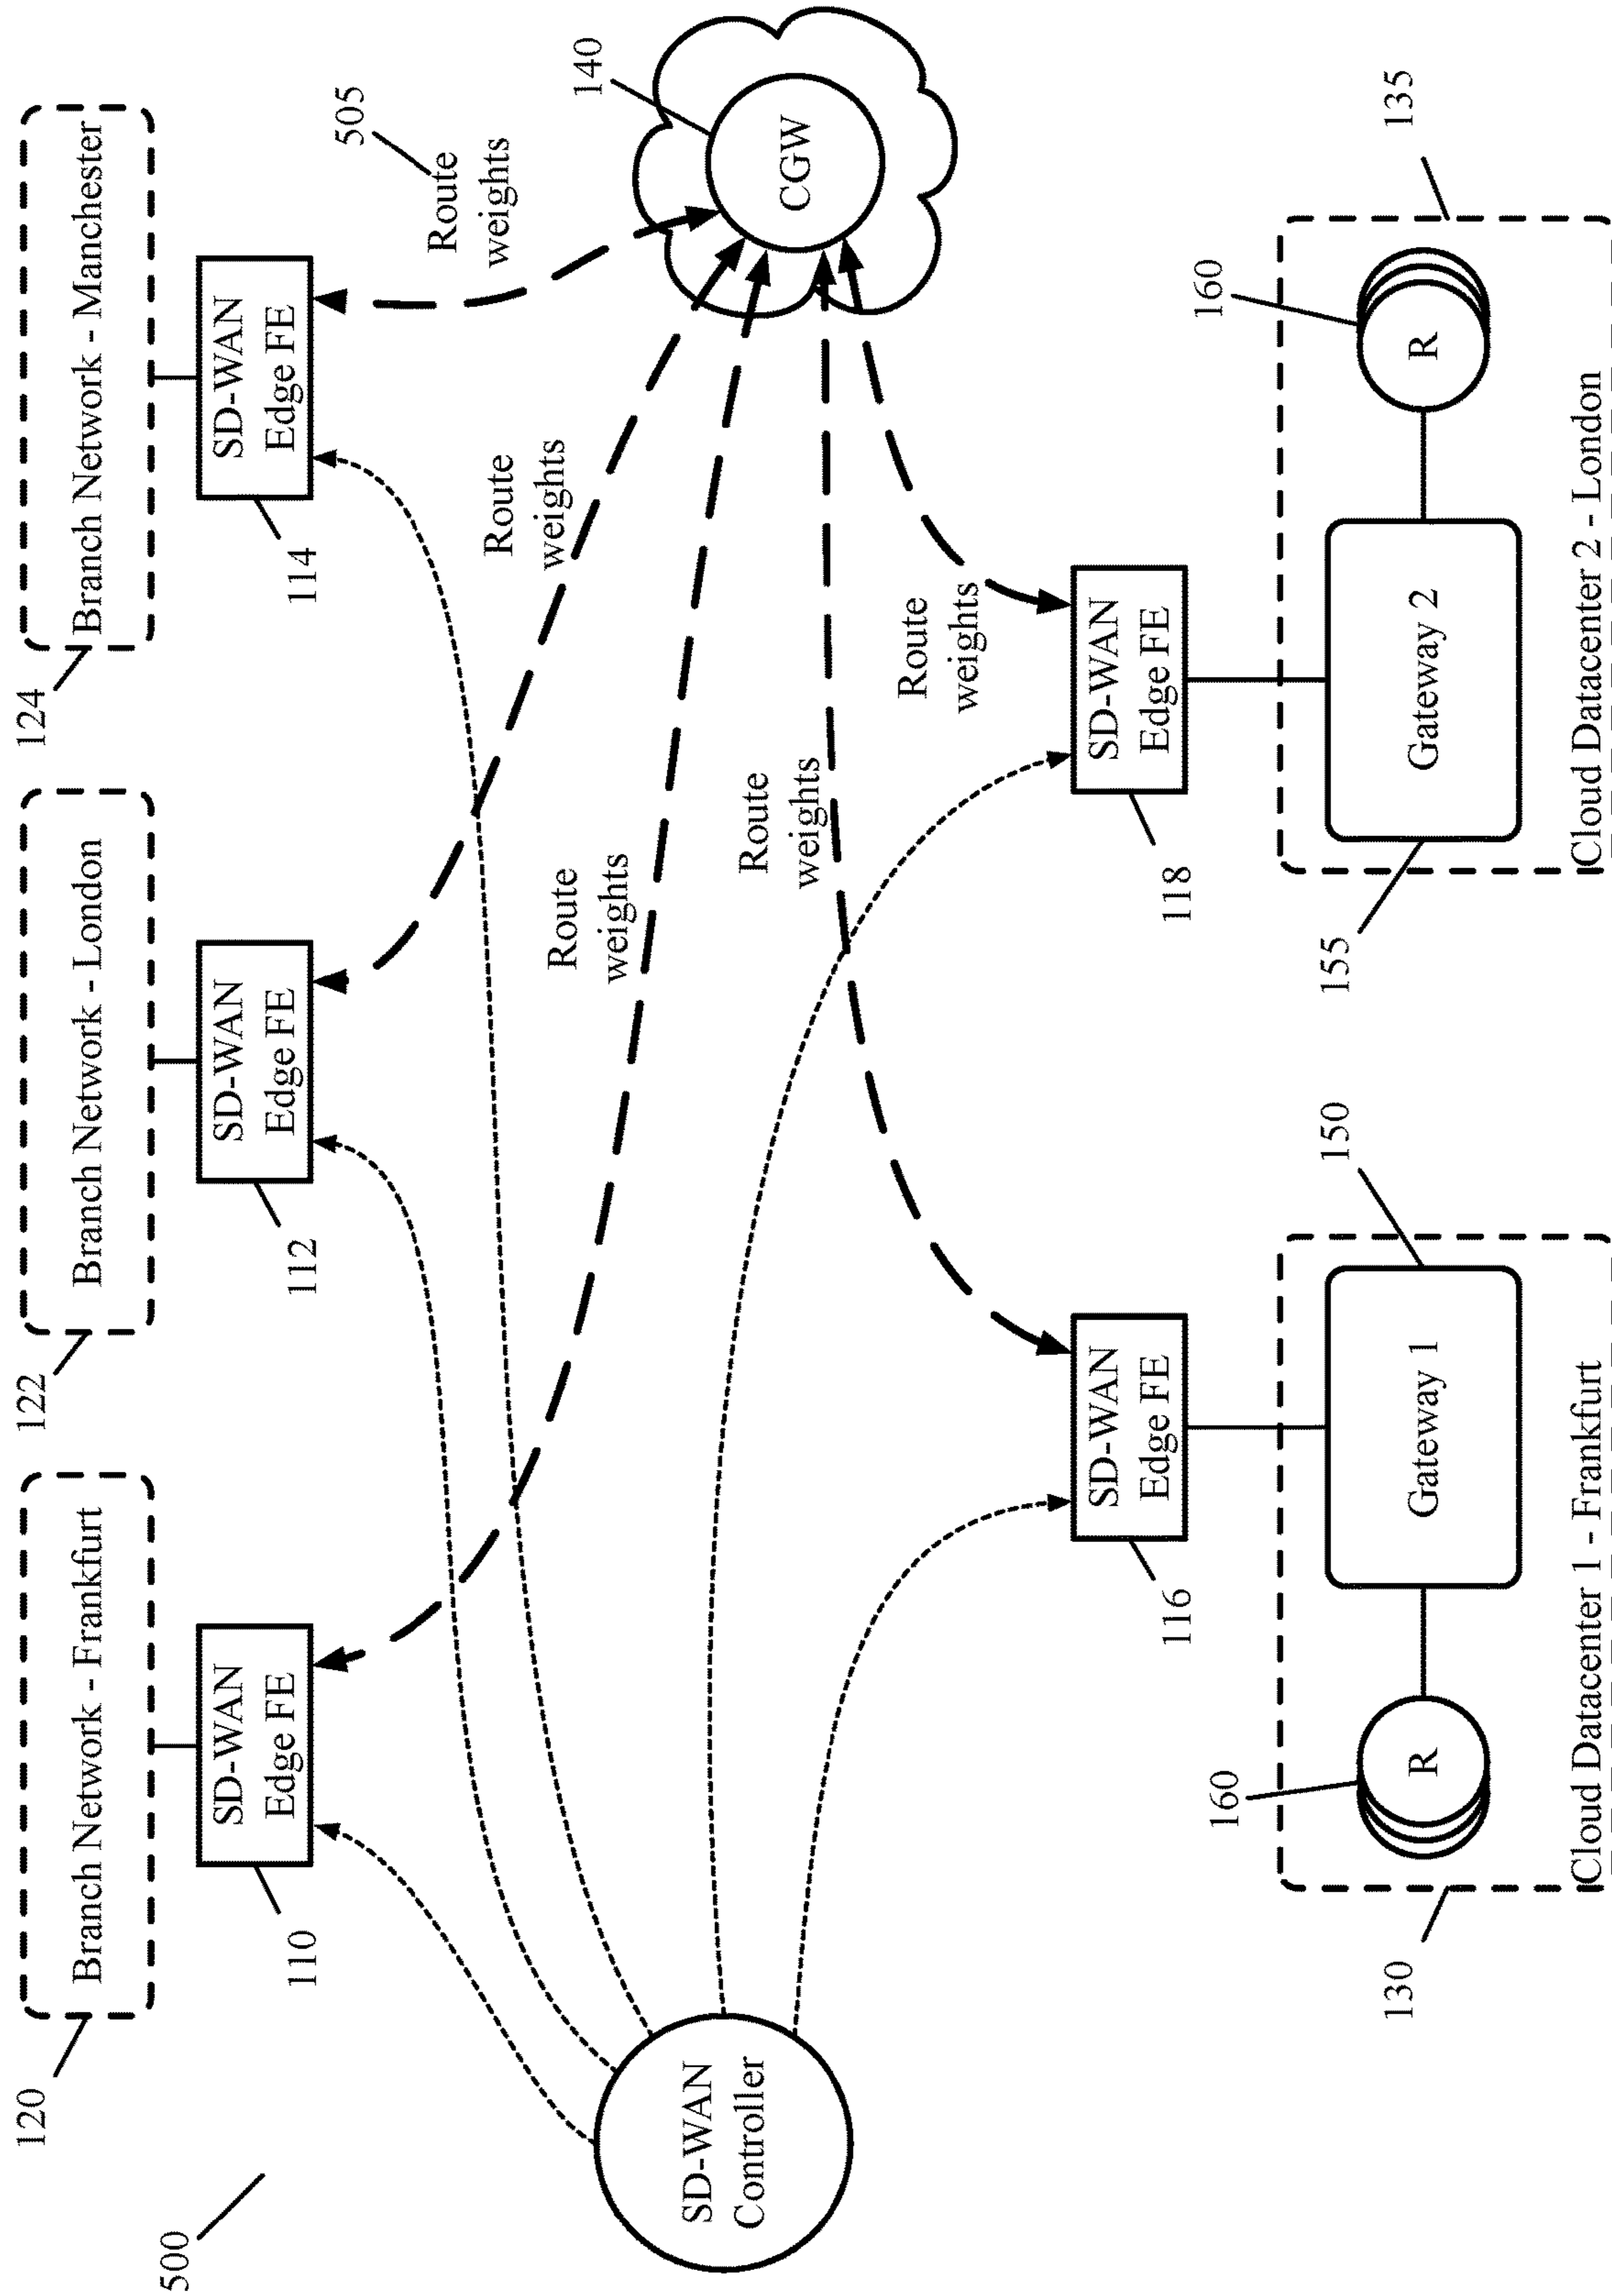 500
120
Branch Network - Frankfurt
122
Branch Network - London
124
Branch Network - Manchester
SD-WAN
Edge FE
110
SD-WAN
Edge FE
112
SD-WAN
Edge FE
114
505
Route
weights
Route
weights
Route
weights
Route
weights
Route
weights
140
CGW
SD-WAN
Controller
SD-WAN
Edge FE
116
SD-WAN
Edge FE
118
130
160
R
Gateway 1
150
Cloud Datacenter 1 - Frankfurt
155
Gateway 2
160
R
135
Cloud Datacenter 2 - London